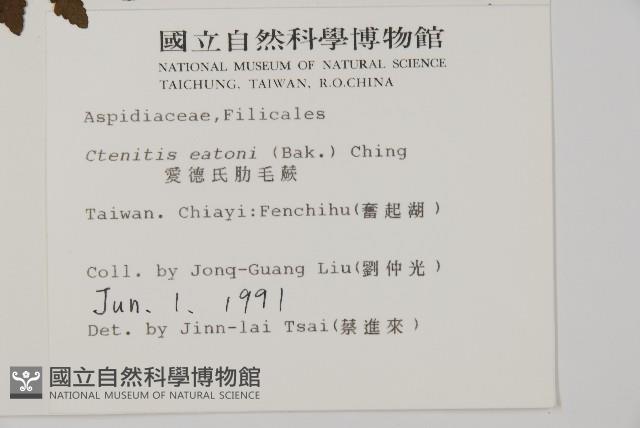 國立自然科學博物館
NATIONAL MUSEUM OF NATURAL SCIENCE
TAICHUNG, TAIWAN, R.O.CHINA
Aspidiaceae,Filicales
Ctenitis eatoni (Bak.) Ching
愛德氏肋毛蕨
Taiwan. Chiayi:Fenchihu(奮起湖)
Coll. by Jonq-Guang Liu(劉仲光)
Jun. 1. 1991
Det. by Jinn-lai Tsai(蔡進來)
國立自然科學博物館
NATIONAL MUSEUM OF NATURAL SCIENCE